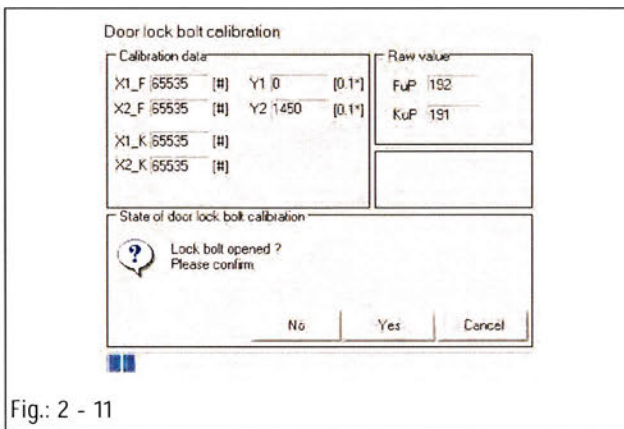 Door lock bolt calibration
Calibration data
X1_F 65535 [#] Y1 0 [0.1°]
X2_F 65535 [#] Y2 1450 [0.1°]
X1_K 65535 [#]
X2_K 65535 [#]
Raw value
FuP 192
KuP 191
State of door lock bolt calibration
?
Lock bolt opened ?
Please confirm
No Yes Cancel
Fig.: 2 - 11